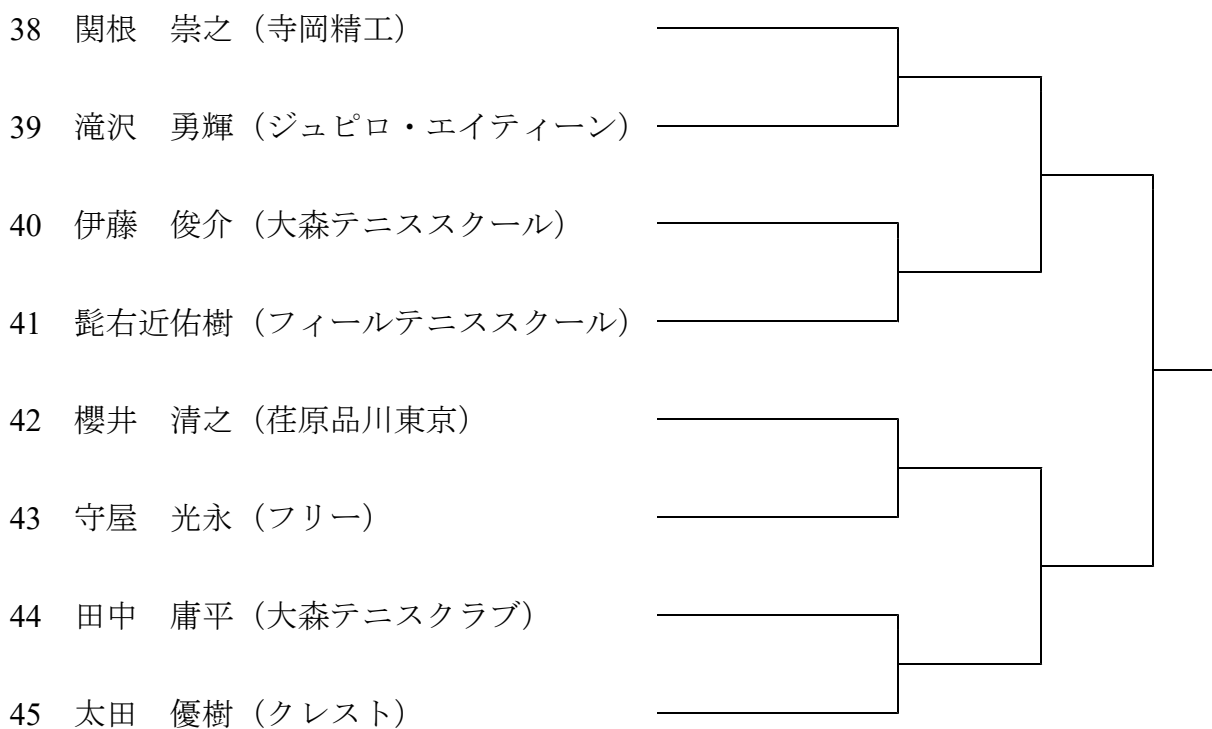 38 関根 崇之（寺岡精工）
39 滝沢 勇輝（ジュピロ・エイティーン）
40 伊藤 俊介（大森テニススクール）
41 髭右近佑樹（フィールテニススクール）
42 櫻井 清之（荏原品川東京）
43 守屋 光永（フリー）
44 田中 庸平（大森テニスクラブ）
45 太田 優樹（クレスト）